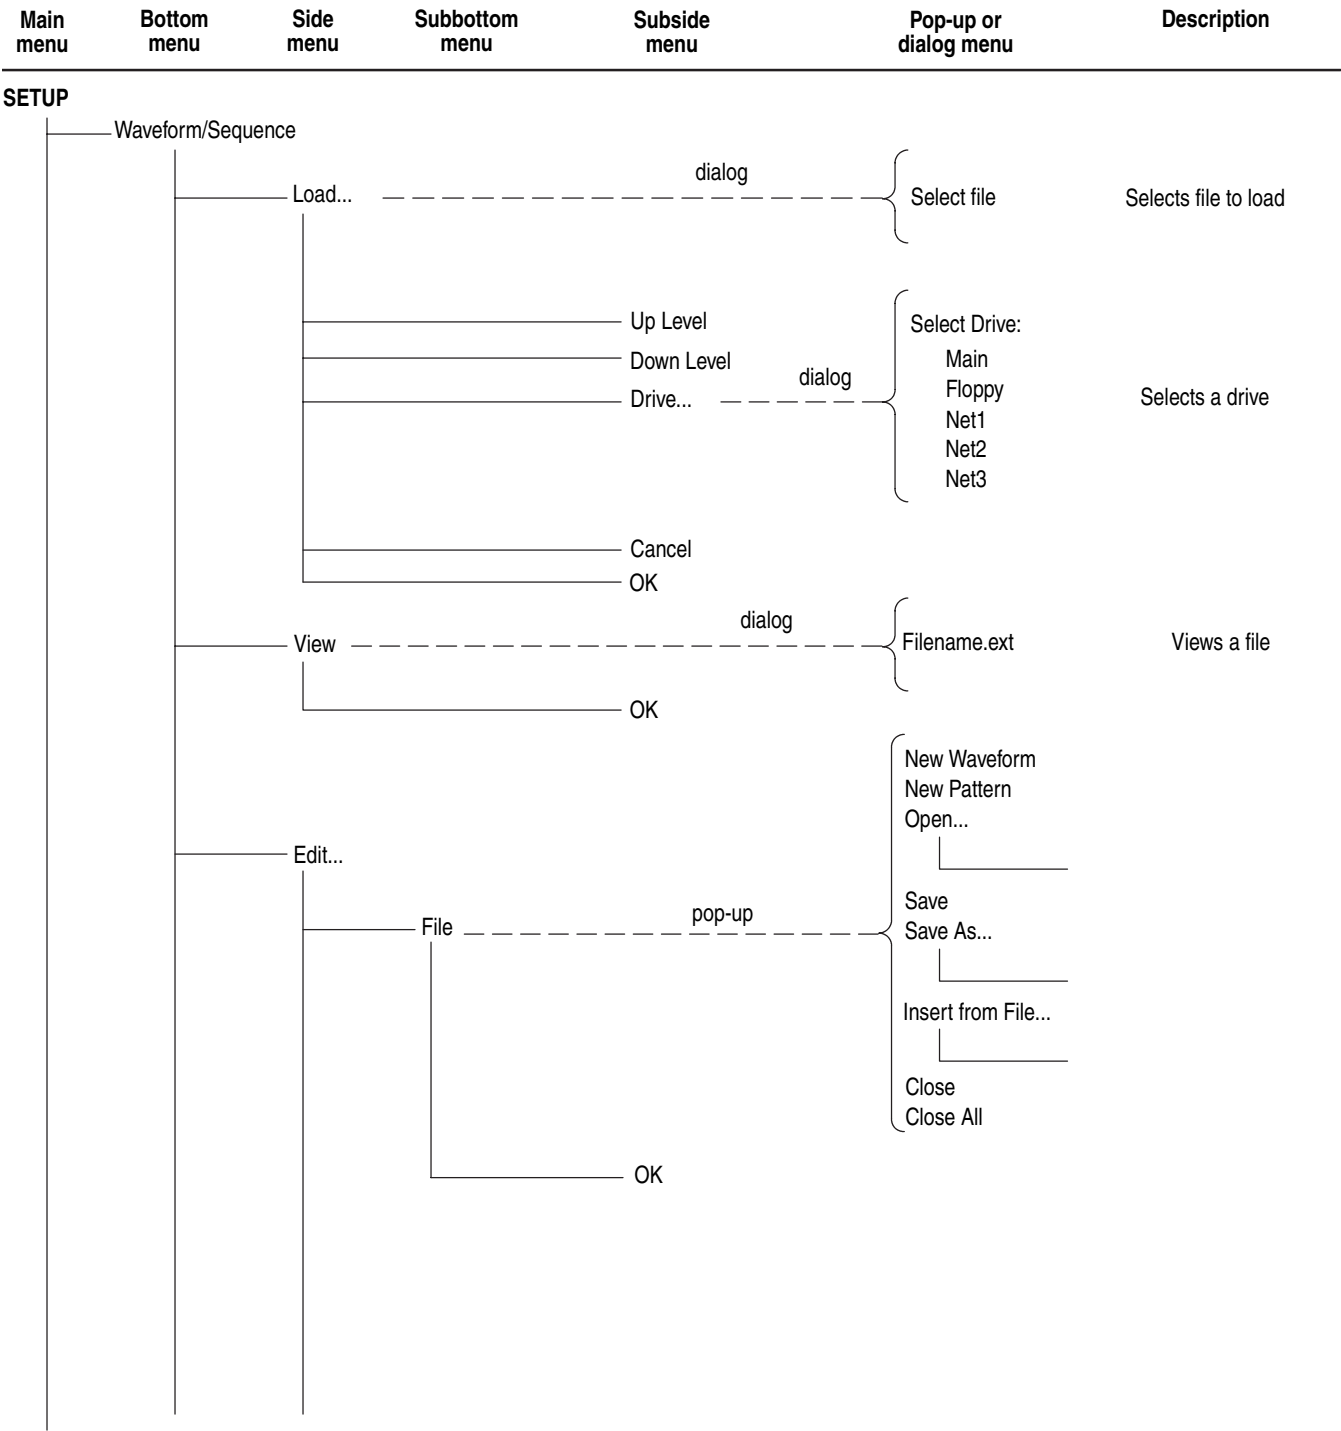 Main menu
Bottom menu
Side menu
Subbottom menu
Subside menu
Pop-up or dialog menu
Description
SETUP
Waveform/Sequence
Load...
dialog
Select file
Selects file to load
Up Level
Down Level
Drive...
dialog
Select Drive:
Main
Floppy
Net1
Net2
Net3
Selects a drive
Cancel
OK
View
dialog
Filename.ext
Views a file
OK
Edit...
File
pop-up
New Waveform
New Pattern
Open...
Save
Save As...
Insert from File...
Close
Close All
OK